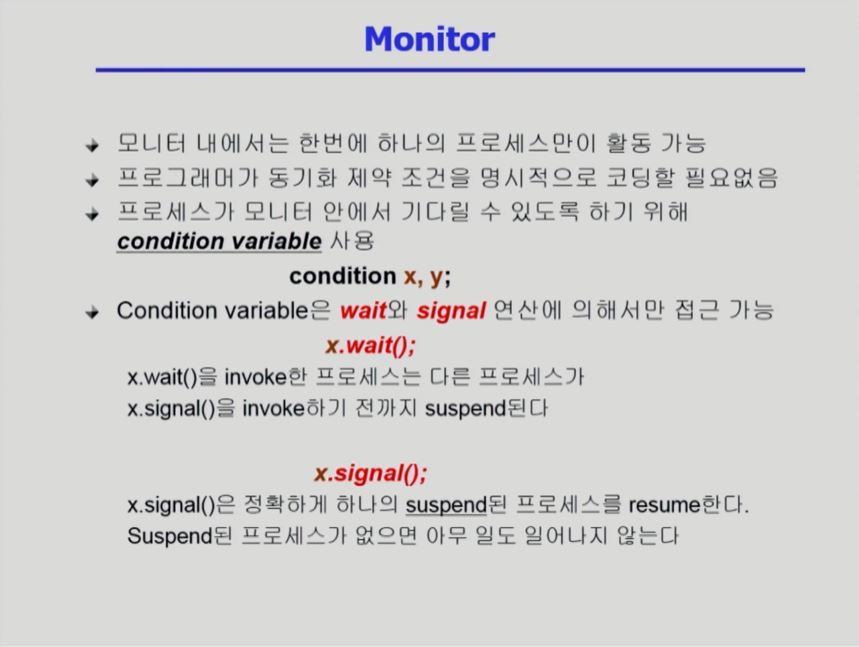 Monitor
모니터 내에서는 한번에 하나의 프로세스만이 활동 가능
프로그래머가 동기화 제약 조건을 명시적으로 코딩할 필요없음
프로세스가 모니터 안에서 기다릴 수 있도록 하기 위해
condition variable 사용
condition x, y;
Condition variable은 wait와 signal 연산에 의해서만 접근 가능
x.wait();
x.wait()을 invoke한 프로세스는 다른 프로세스가
x.signal()을 invoke하기 전까지 suspend된다
x.signal();
x.signal()은 정확하게 하나의 suspend된 프로세스를 resume한다.
Suspend된 프로세스가 없으면 아무 일도 일어나지 않는다